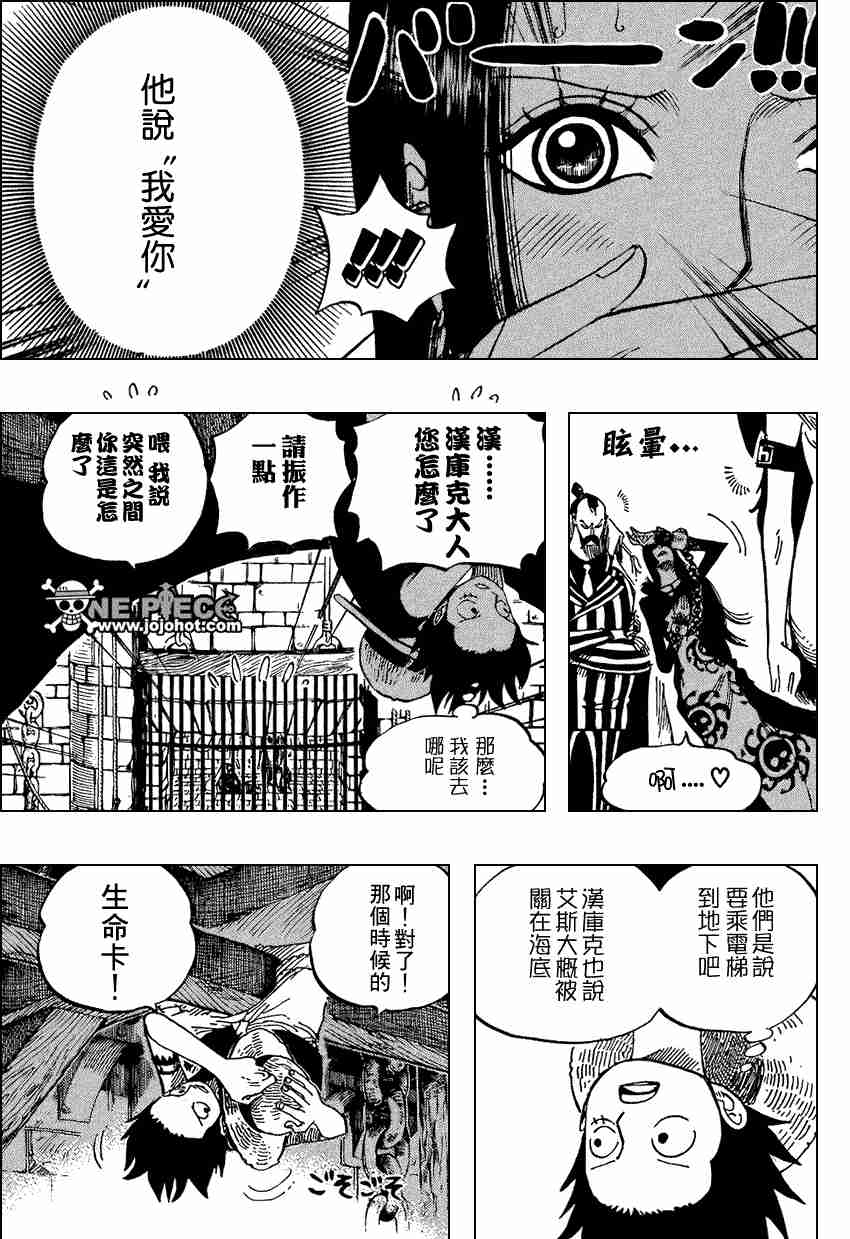 バーン!!!
!!!!
他說〝我愛你〞
眩暈…
啊....♡
漢……
漢庫克大人
您怎麼了
請振作
一點
喂 我說
突然之間
你這是怎
麼了
ONE PIECE
www.jojohot.com
那麼…
我該去
哪呢
他們是說
要乘電梯
到地下吧
漢庫克也說
艾斯大概被
關在海底
啊！對了！
那個時候的
生命卡！
ごそごそ